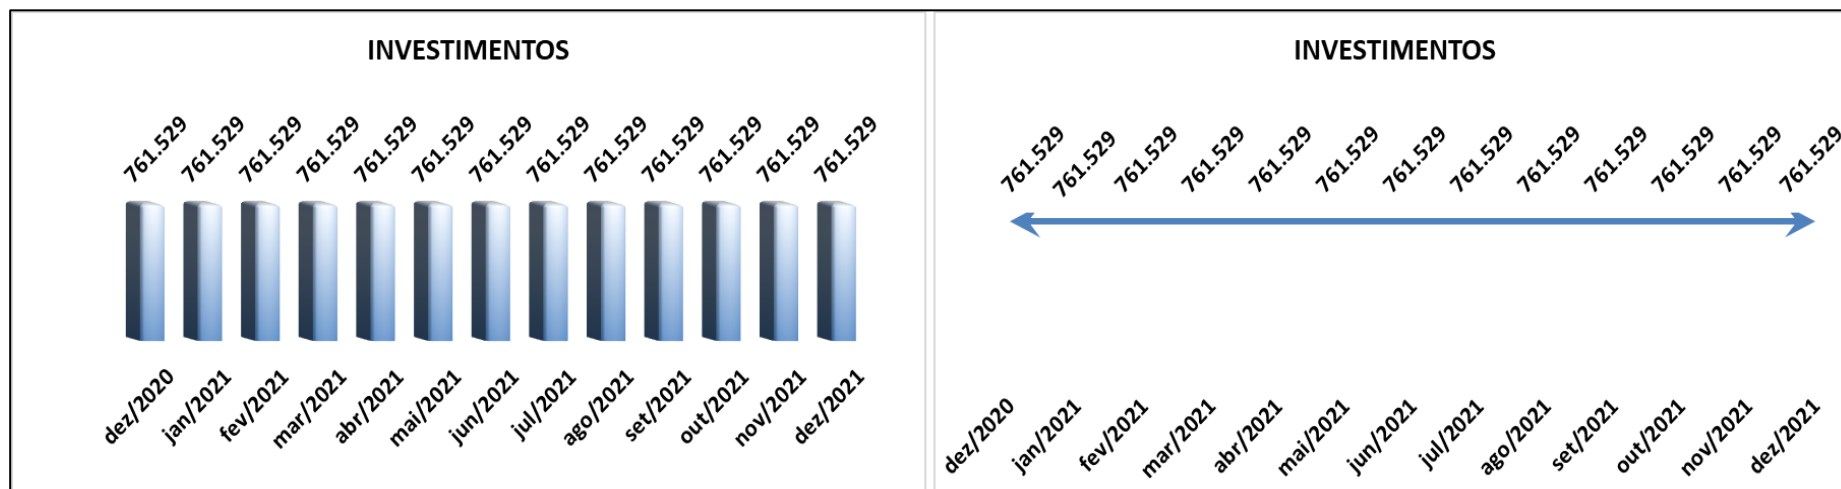 INVESTIMENTOS
761.529 761.529 761.529 761.529 761.529 761.529 761.529 761.529 761.529 761.529 761.529 761.529 761.529
dez/2020 jan/2021 fev/2021 mar/2021 abr/2021 mai/2021 jun/2021 jul/2021 ago/2021 set/2021 out/2021 nov/2021 dez/2021
INVESTIMENTOS
761.529 761.529 761.529 761.529 761.529 761.529 761.529 761.529 761.529 761.529 761.529 761.529 761.529
dez/2020 jan/2021 fev/2021 mar/2021 abr/2021 mai/2021 jun/2021 jul/2021 ago/2021 set/2021 out/2021 nov/2021 dez/2021